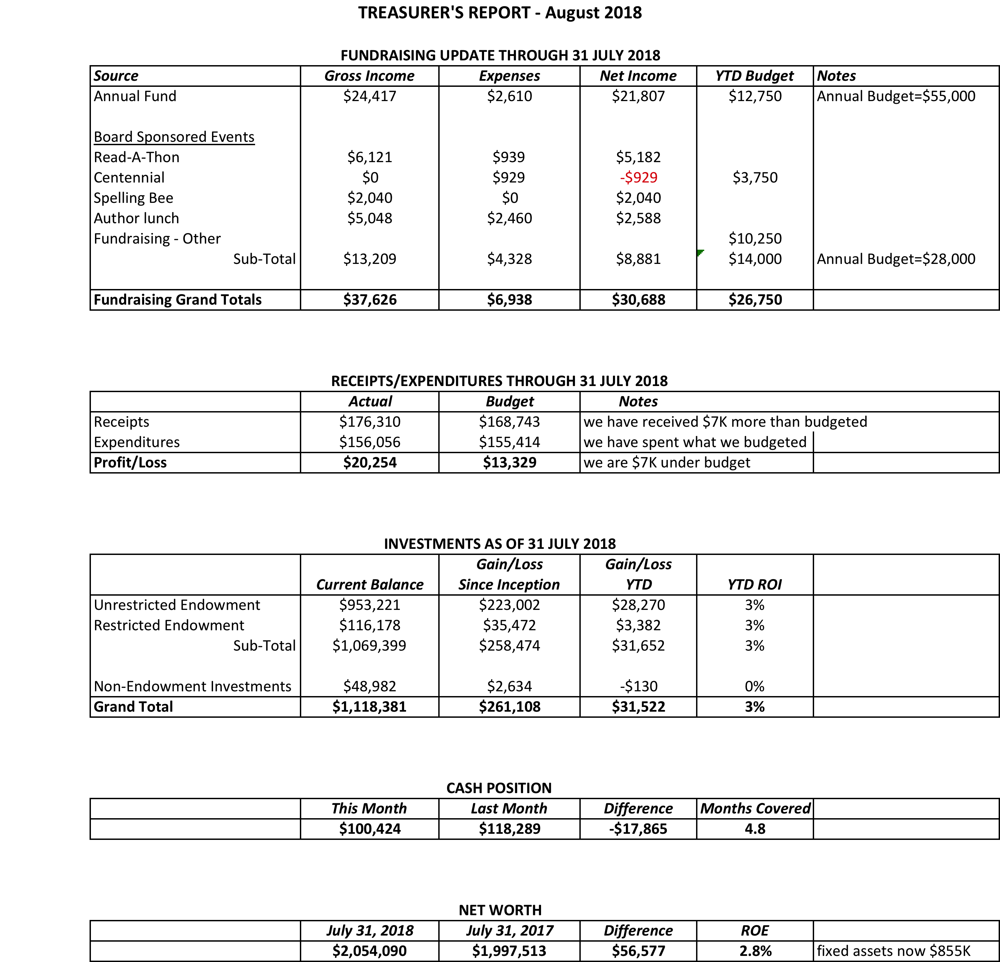 TREASURER'S REPORT - August 2018
FUNDRAISING UPDATE THROUGH 31 JULY 2018
Source Gross Income Expenses Net Income YTD Budget Notes
Annual Fund $24,417 $2,610 $21,807 $12,750 Annual Budget=$55,000
Board Sponsored Events
Read-A-Thon $6,121 $939 $5,182
Centennial $0 $929 -$929 $3,750
Spelling Bee $2,040 $0 $2,040
Author lunch $5,048 $2,460 $2,588
Fundraising - Other $10,250
Sub-Total $13,209 $4,328 $8,881 $14,000 Annual Budget=$28,000
Fundraising Grand Totals $37,626 $6,938 $30,688 $26,750
RECEIPTS/EXPENDITURES THROUGH 31 JULY 2018
Actual Budget Notes
Receipts $176,310 $168,743 we have received $7K more than budgeted
Expenditures $156,056 $155,414 we have spent what we budgeted
Profit/Loss $20,254 $13,329 we are $7K under budget
INVESTMENTS AS OF 31 JULY 2018
Gain/Loss Gain/Loss
Current Balance Since Inception YTD YTD ROI
Unrestricted Endowment $953,221 $223,002 $28,270 3%
Restricted Endowment $116,178 $35,472 $3,382 3%
Sub-Total $1,069,399 $258,474 $31,652 3%
Non-Endowment Investments $48,982 $2,634 -$130 0%
Grand Total $1,118,381 $261,108 $31,522 3%
CASH POSITION
This Month Last Month Difference Months Covered
$100,424 $118,289 -$17,865 4.8
NET WORTH
July 31, 2018 July 31, 2017 Difference ROE
$2,054,090 $1,997,513 $56,577 2.8% fixed assets now $855K